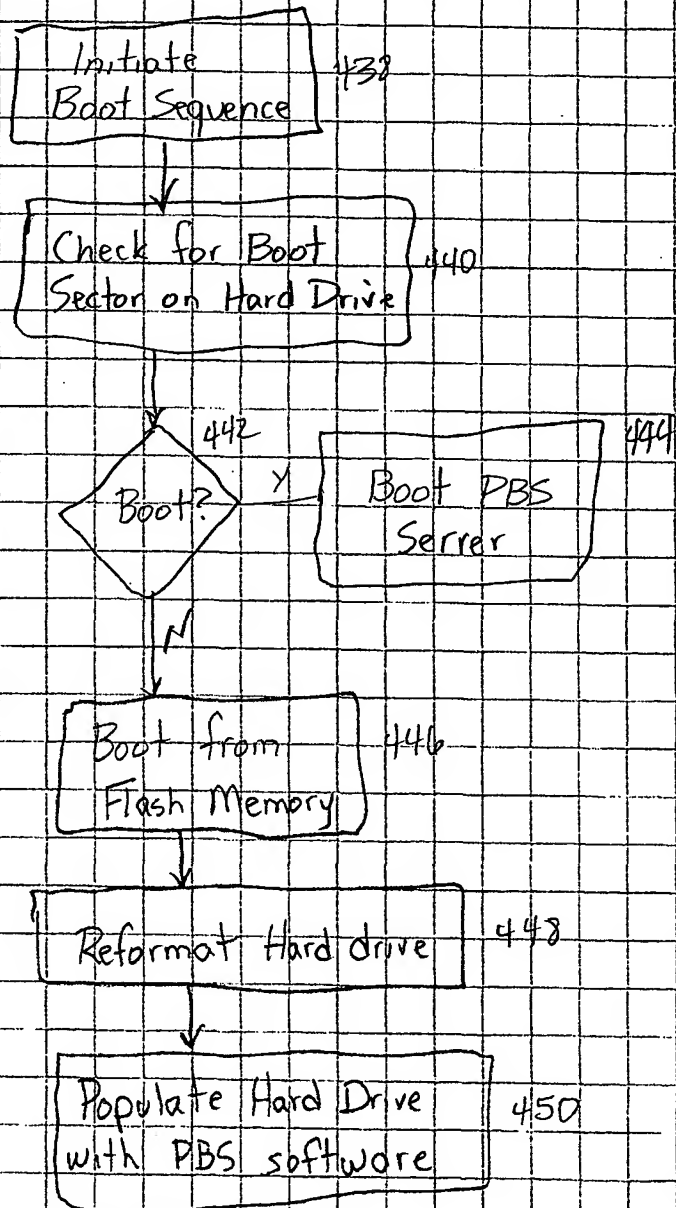 Initiate
Boot Sequence
438
Check for Boot
Sector on Hard Drive
440
442
Boot?
Y
Boot PBS
Server
444
N
Boot from
Flash Memory
446
Reformat Hard drive
448
Populate Hard Drive
with PBS software
450